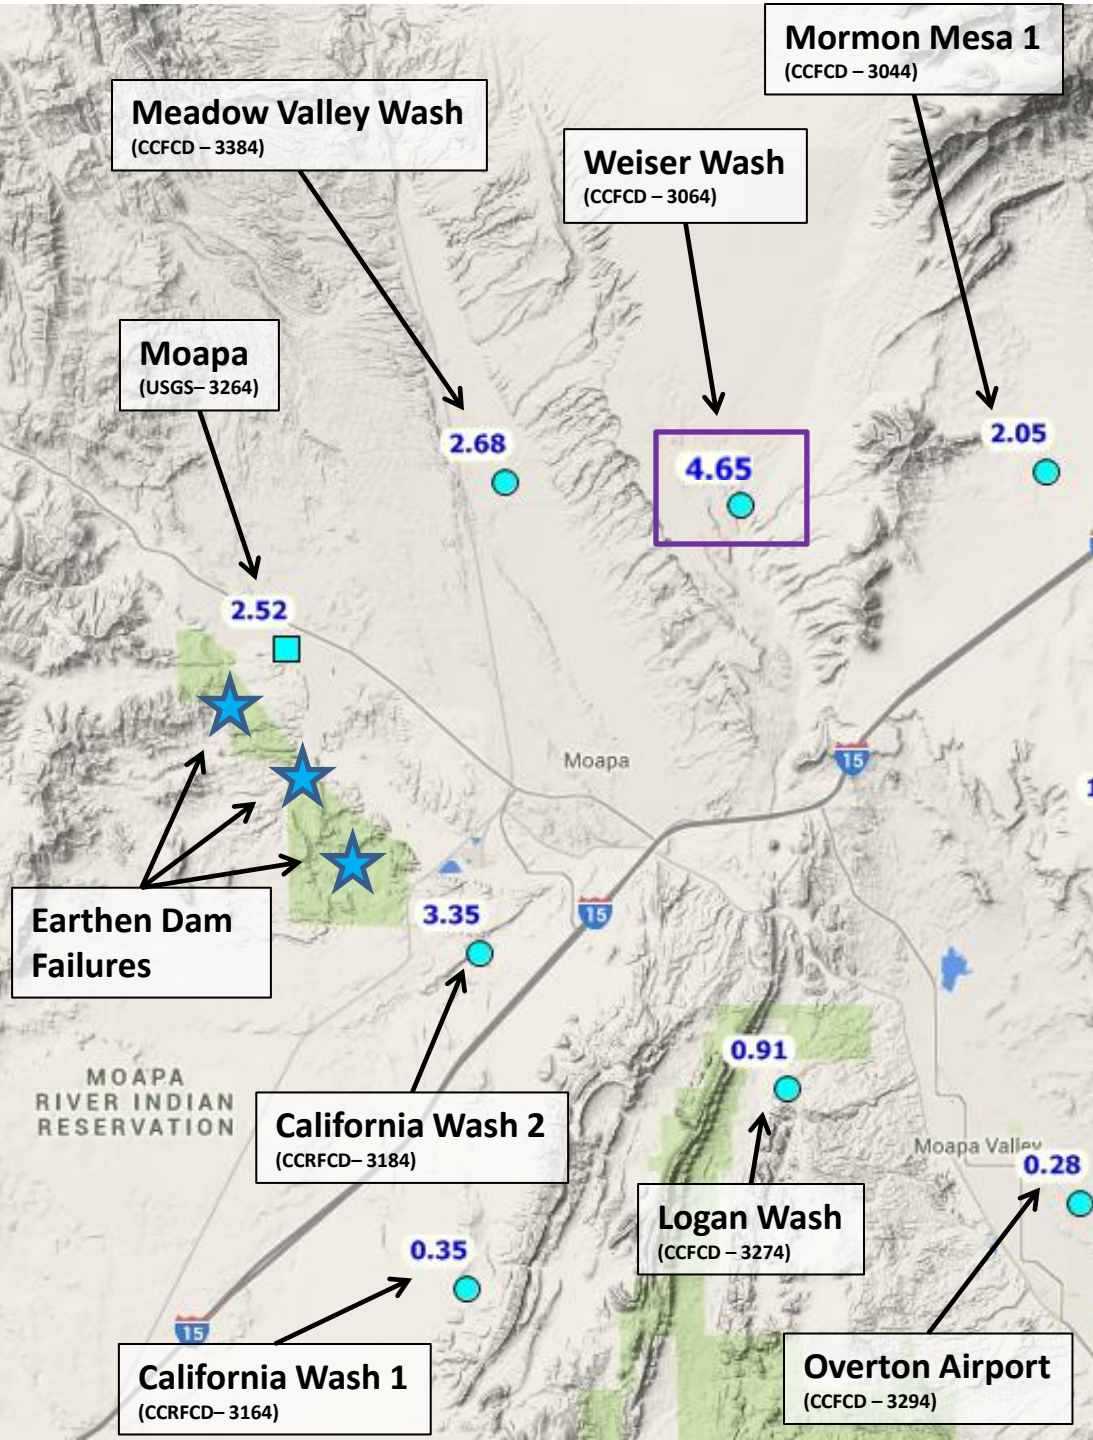 Mormon Mesa 1
(CCFCD – 3044)
Meadow Valley Wash
(CCFCD – 3384)
Weiser Wash
(CCFCD – 3064)
Moapa
(USGS– 3264)
2.68
4.65
2.05
2.52
Moapa
15
1
15
Earthen Dam
Failures
3.35
0.91
MOAPA
RIVER INDIAN
RESERVATION
California Wash 2
(CCRFCD– 3184)
Moapa Valley
0.28
Logan Wash
(CCFCD – 3274)
0.35
15
California Wash 1
(CCRFCD– 3164)
Overton Airport
(CCFCD – 3294)